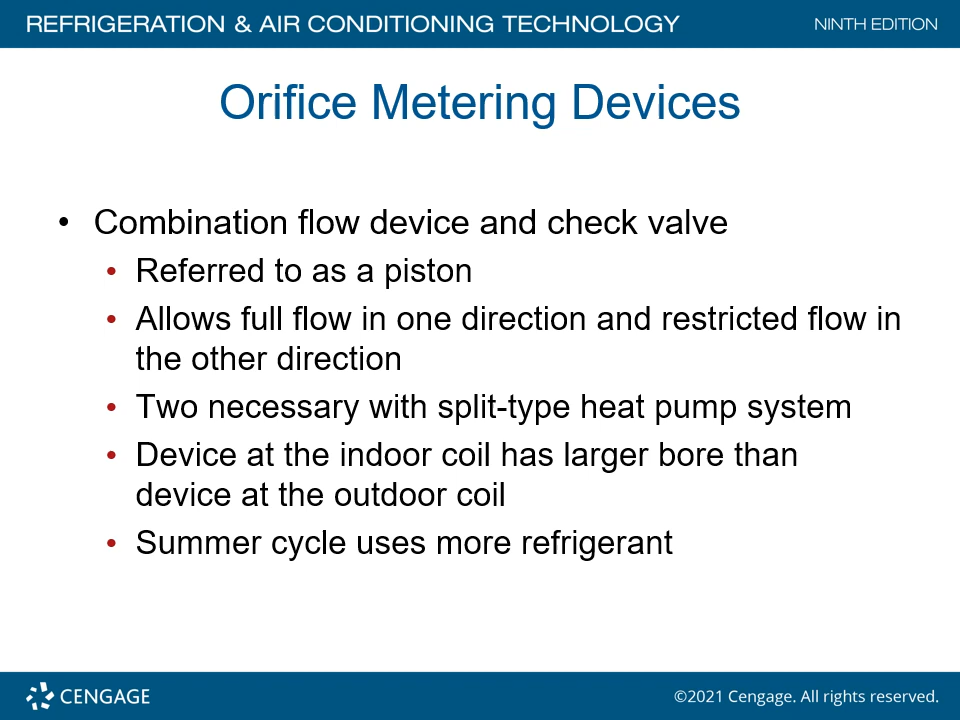 REFRIGERATION & AIR CONDITIONING TECHNOLOGY NINTH EDITION
Orifice Metering Devices
• Combination flow device and check valve
• Referred to as a piston
• Allows full flow in one direction and restricted flow in
the other direction
• Two necessary with split-type heat pump system
• Device at the indoor coil has larger bore than
device at the outdoor coil
• Summer cycle uses more refrigerant
CENGAGE ©2021 Cengage. All rights reserved.